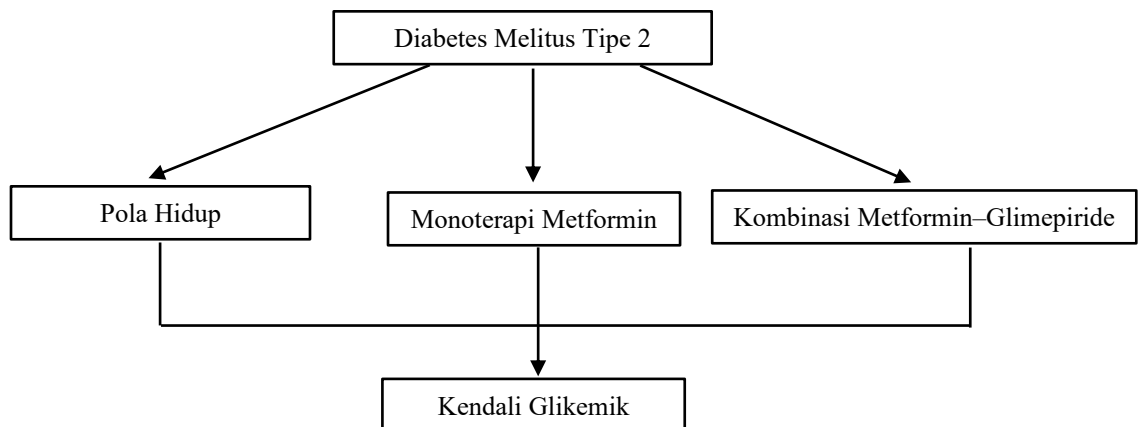 Diabetes Melitus Tipe 2
Pola Hidup
Monoterapi Metformin
Kombinasi Metformin–Glimepiride
Kendali Glikemik